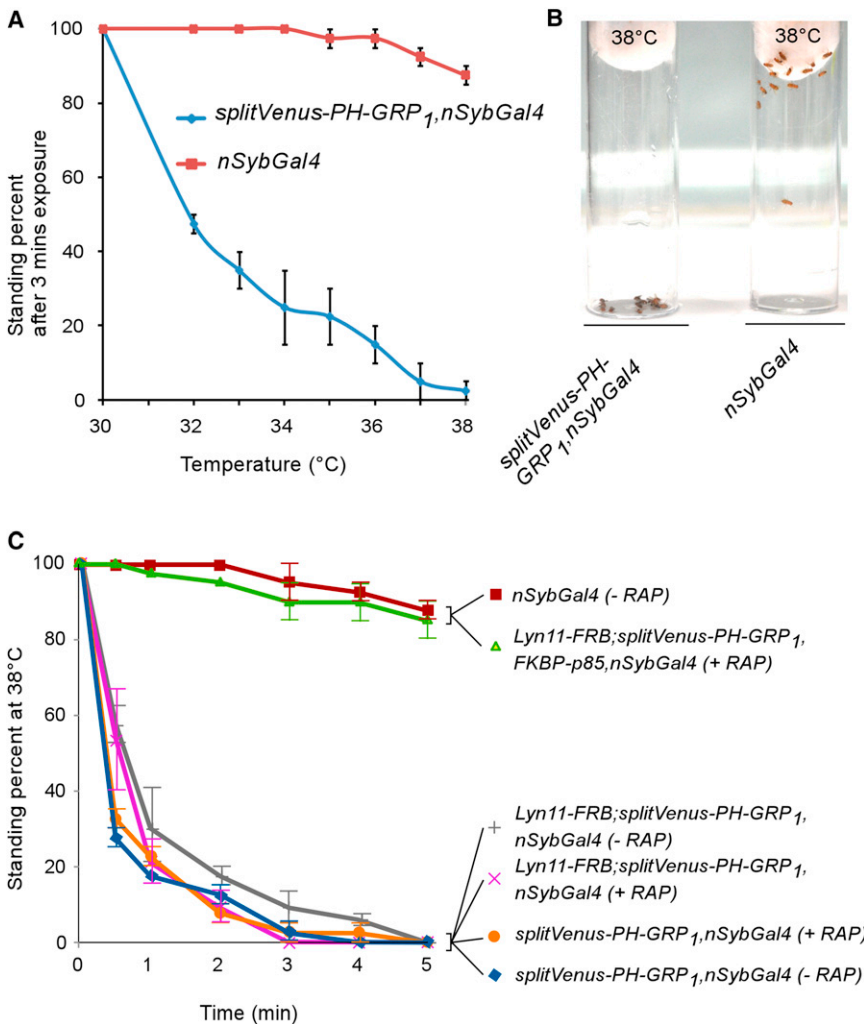 A
100
80
60
40
20
0
Standing percent
after 3 mins exposure
splitVenus-PH-GRP1,nSybGal4
nSybGal4
30 32 34 36 38
Temperature (°C)
B
38°C 38°C
splitVenus-PH-
GRP1,nSybGal4
nSybGal4
C
100
80
60
40
20
0
Standing percent at 38°C
0 1 2 3 4 5
Time (min)
nSybGal4 (- RAP)
Lyn11-FRB;splitVenus-PH-GRP1,
FKBP-p85,nSybGal4 (+ RAP)
Lyn11-FRB;splitVenus-PH-GRP1,
nSybGal4 (- RAP)
Lyn11-FRB;splitVenus-PH-GRP1,
nSybGal4 (+ RAP)
splitVenus-PH-GRP1,nSybGal4 (+ RAP)
splitVenus-PH-GRP1,nSybGal4 (- RAP)